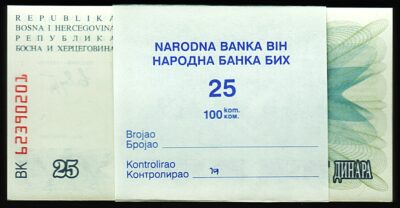 REPUBLIKA
BOSNA I HERCEGOVINA
РЕПУБЛИКА
БОСНА И ХЕРЦЕГОВИНА
BK 62390201
25
NARODNA BANKA BIH
НАРОДНА БАНКА БИХ
25
100 kom.
ком.
Brojao
Бројао
Kontrolirao
Контролирао
ДИНАРА